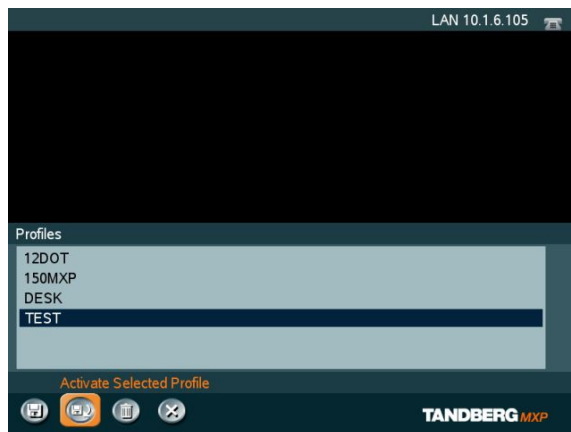 LAN 10.1.6.105
Profiles
12DOT
150MXP
DESK
TEST
Activate Selected Profile
TANDBERG MXP